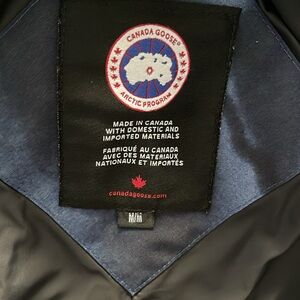 CANADA GOOSE®
ARCTIC PROGRAM
MADE IN CANADA
WITH DOMESTIC AND
IMPORTED MATERIALS
FABRIQUÉ AU CANADA
AVEC DES MATERIAUX
NATIONAUX ET IMPORTÉS
canadagoose.com
M/M